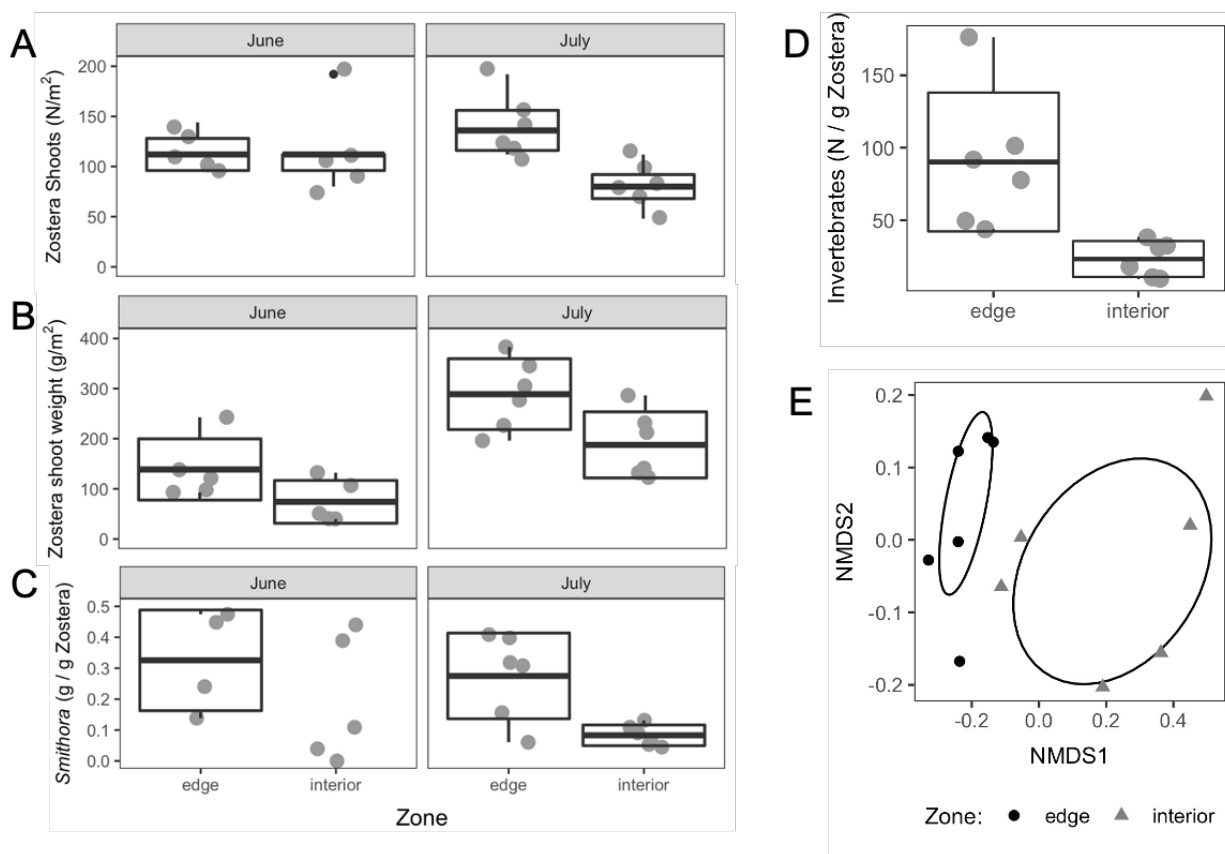 A
June
July
Zostera Shoots (N/m²)
200
150
100
50
0
B
June
July
Zostera shoot weight (g/m²)
400
300
200
100
0
C
June
July
Smithora (g / g Zostera)
0.5
0.4
0.3
0.2
0.1
0.0
edge
interior
edge
interior
Zone
D
Invertebrates (N / g Zostera)
150
100
50
edge
interior
E
NMDS2
0.2
0.1
0.0
-0.1
-0.2
-0.2
0.0
0.2
0.4
NMDS1
Zone: edge interior